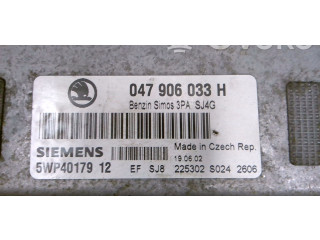 047 906 033 H
Benzin Simos 3PA SJ4G
SIEMENS
Made in Czech Rep.
19.06.02
5WP40179 12
EF SJ8 225302 S024 2606